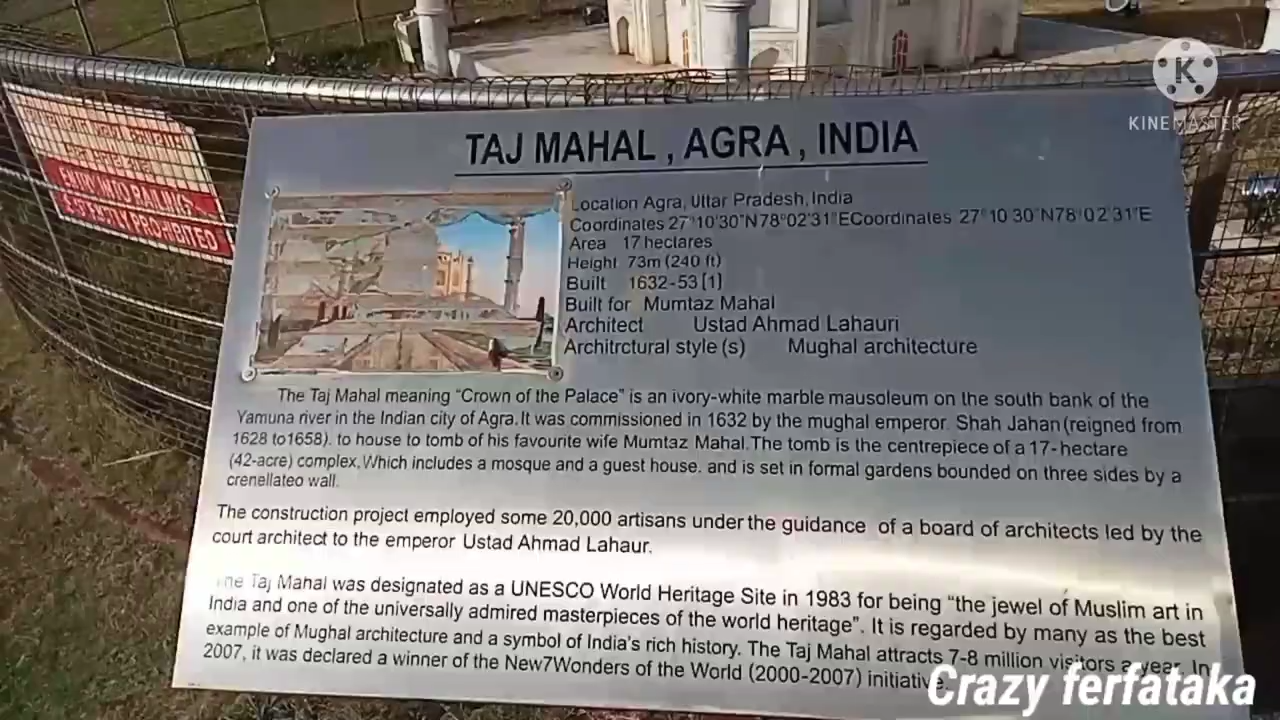 K
KINEMASTER
ENTRY INTO RAILING
IS STRICTLY PROHIBITED
TAJ MAHAL , AGRA , INDIA
Location Agra, Uttar Pradesh, India
Coordinates 27°10'30"N78°02'31"ECoordinates 27°10 30"N78°0 2'31"E
Area 17 hectares
Height 73m (240 ft)
Built 1632-53 [1]
Built for Mumtaz Mahal
Architect Ustad Ahmad Lahauri
Architrctural style (s) Mughal architecture
The Taj Mahal meaning “Crown of the Palace” is an ivory-white marble mausoleum on the south bank of the
Yamuna river in the Indian city of Agra. It was commissioned in 1632 by the mughal emperor Shah Jahan (reigned from
1628 to1658). to house to tomb of his favourite wife Mumtaz Mahal. The tomb is the centrepiece of a 17-hectare
(42-acre) complex, Which includes a mosque and a guest house. and is set in formal gardens bounded on three sides by a
crenellateo wall.
The construction project employed some 20,000 artisans under the guidance of a board of architects led by the
court architect to the emperor Ustad Ahmad Lahaur.
The Taj Mahal was designated as a UNESCO World Heritage Site in 1983 for being “the jewel of Muslim art in
India and one of the universally admired masterpieces of the world heritage”. It is regarded by many as the best
example of Mughal architecture and a symbol of India's rich history. The Taj Mahal attracts 7-8 million visitors a year. In
2007, it was declared a winner of the New7Wonders of the World (2000-2007) initiative.
Crazy ferfataka